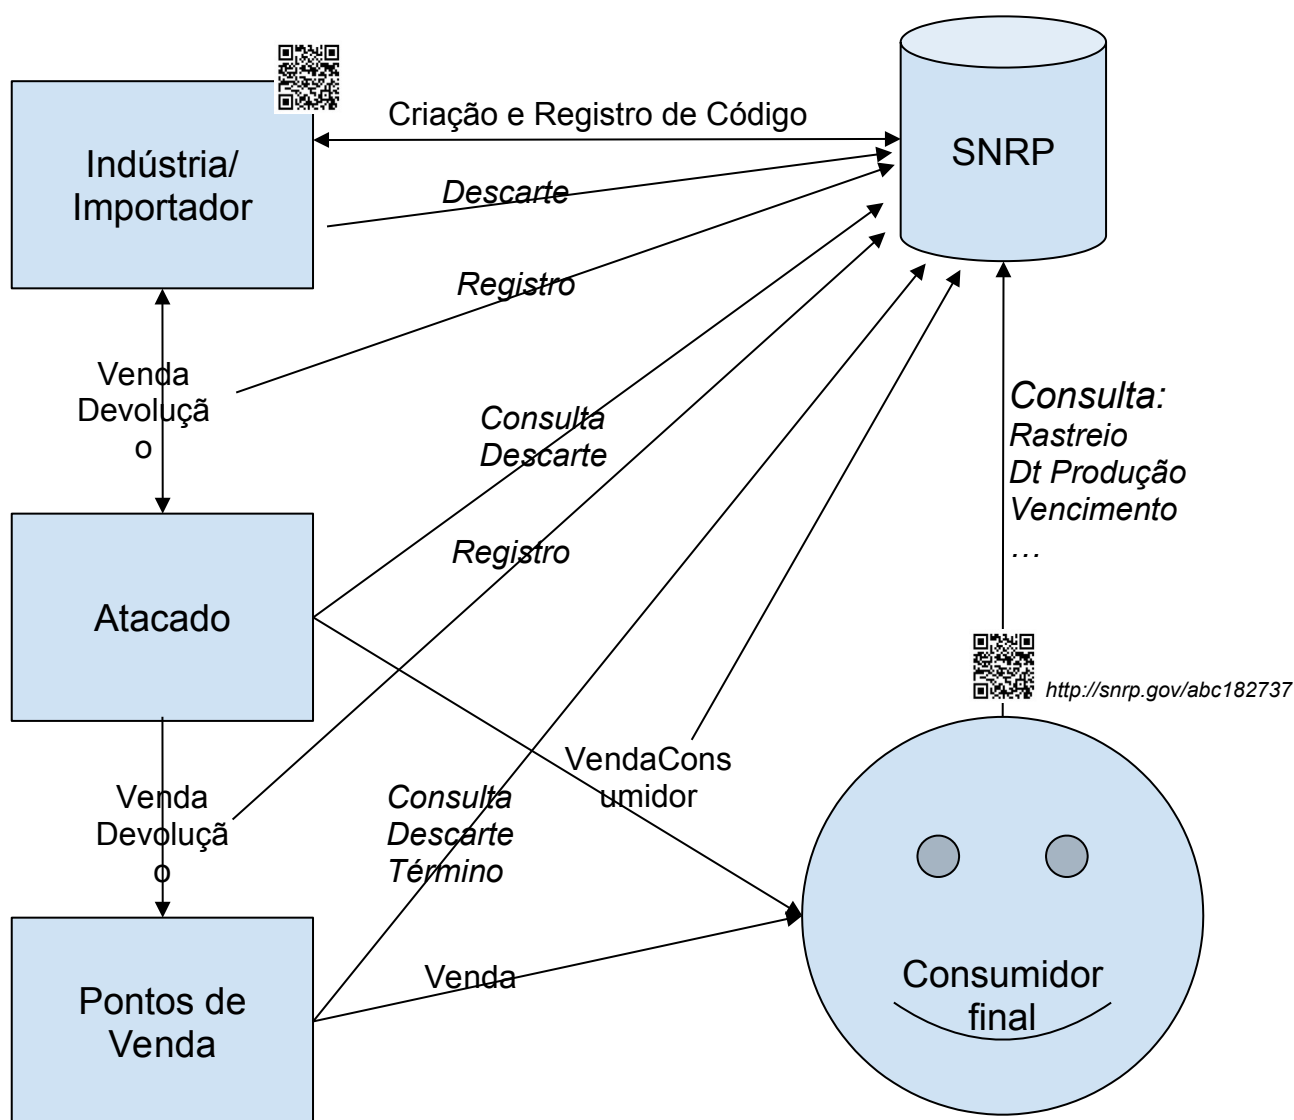 Criação e Registro de Código
SNRP
Indústria/
Importador
Descarte
Registro
Venda
Devoluçã
o
Consulta
Descarte
Consulta:
Rastreio
Dt Produção
Vencimento
…
Registro
Atacado
http://snrp.gov/abc182737
VendaCons
umidor
Venda
Devoluçã
o
Consulta
Descarte
Término
Venda
Pontos de
Venda
Consumidor
final